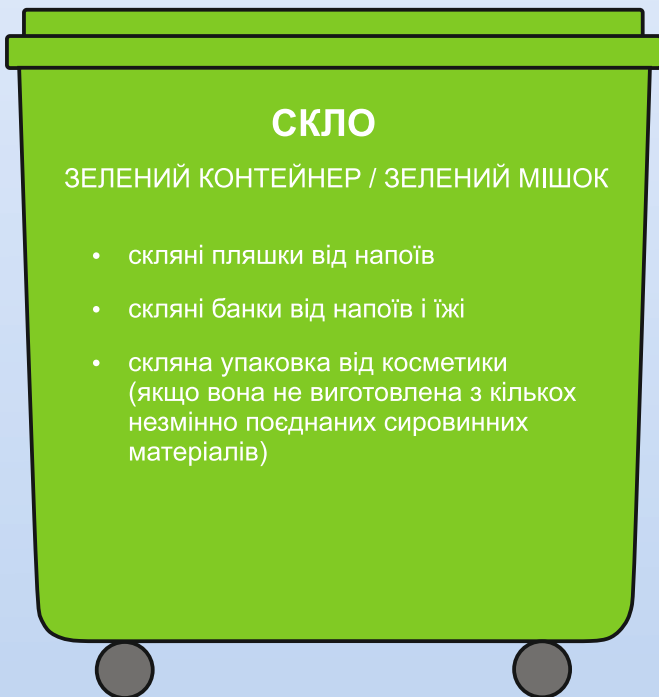 СКЛО
ЗЕЛЕНИЙ КОНТЕЙНЕР / ЗЕЛЕНИЙ МІШОК
• скляні пляшки від напоїв
• скляні банки від напоїв і їжі
• скляна упаковка від косметики
(якщо вона не виготовлена з кількох
незмінно поєднаних сировинних
матеріалів)